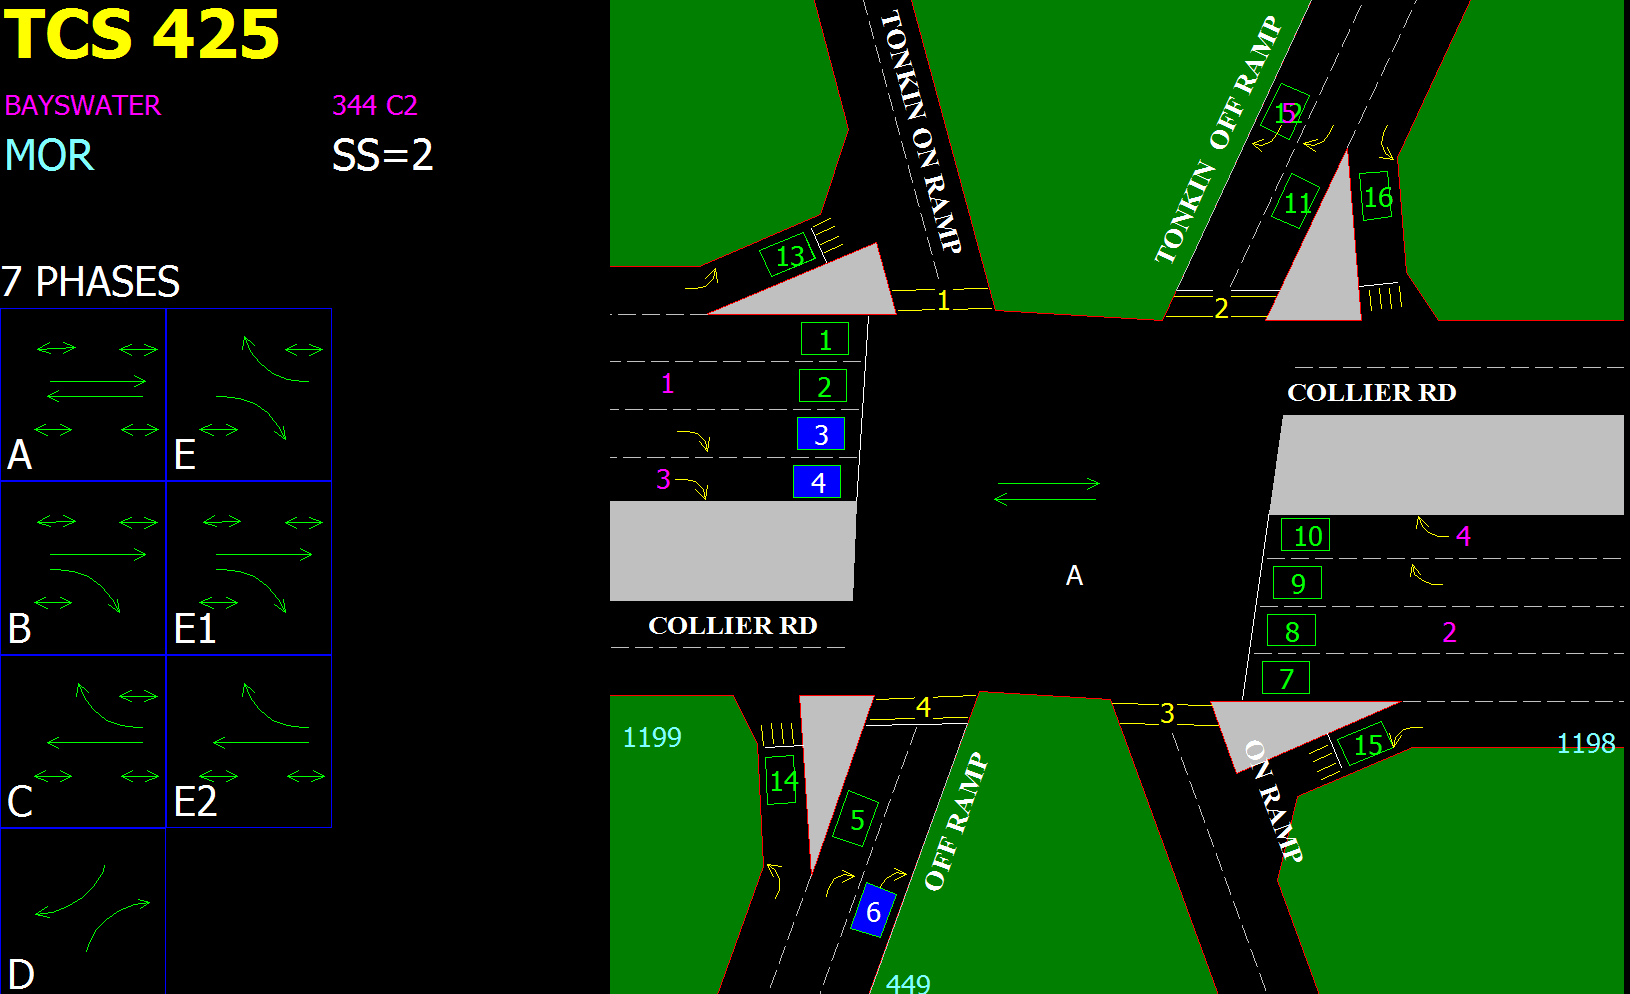 TCS 425
BAYSWATER 344 C2
MOR SS=2
7 PHASES
A E
B E1
C E2
D
TONKIN ON RAMP
TONKIN OFF RAMP
12
5
11
16
13
1
2
1
1
2
3
3
4
COLLIER RD
10
4
9
8
2
7
A
COLLIER RD
4
3
1199
14
5
6
OFF RAMP
449
ON RAMP
15
1198